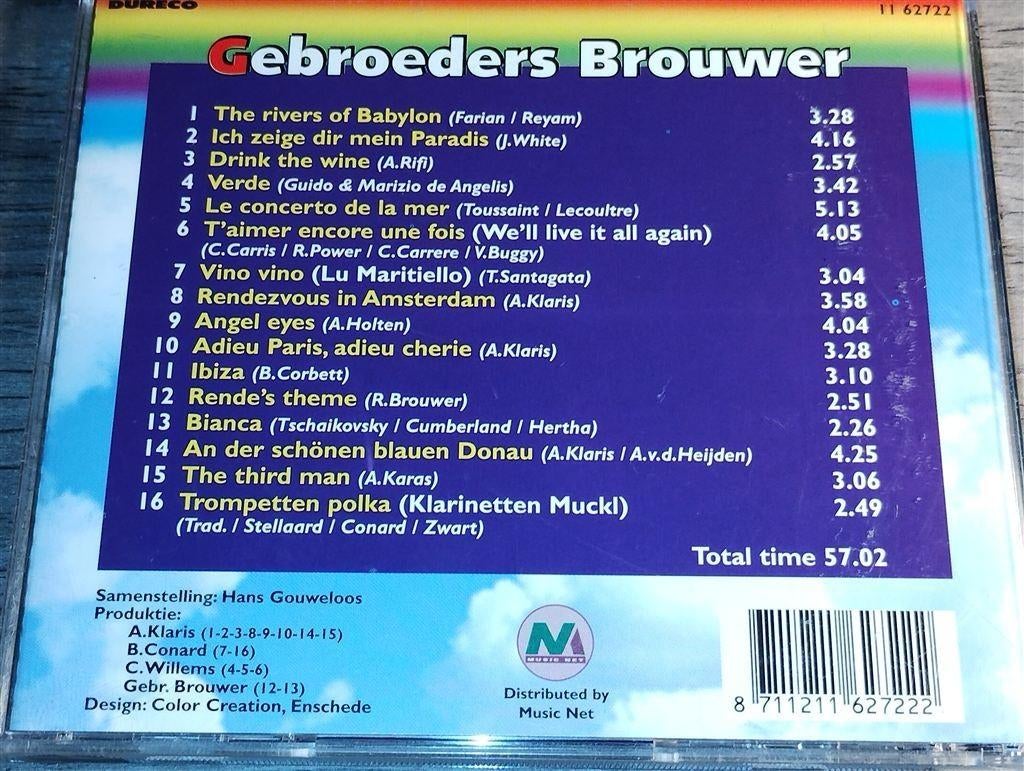 DURECO
11 62722
Gebroeders Brouwer
1 The rivers of Babylon (Farian / Reyam) 3.28
2 Ich zeige dir mein Paradis (J.White) 4.16
3 Drink the wine (A.Rifi) 2.57
4 Verde (Guido & Marizio de Angelis) 3.42
5 Le concerto de la mer (Toussaint / Lecoultre) 5.13
6 T'aimer encore une fois (We'll live it all again) 4.05
(C.Carris / R.Power / C.Carrere / V.Buggy)
7 Vino vino (Lu Maritiello) (T.Santagata) 3.04
8 Rendezvous in Amsterdam (A.Klaris) 3.58
9 Angel eyes (A.Holten) 4.04
10 Adieu Paris, adieu cherie (A.Klaris) 3.28
11 Ibiza (B.Corbett) 3.10
12 Rende's theme (R.Brouwer) 2.51
13 Bianca (Tschaikovsky / Cumberland / Hertha) 2.26
14 An der schönen blauen Donau (A.Klaris / A.v.d.Heijden) 4.25
15 The third man (A.Karas) 3.06
16 Trompetten polka (Klarinetten Muckl) 2.49
(Trad. / Stellaard / Conard / Zwart)
Total time 57.02
Samenstelling: Hans Gouweloos
Produktie:
A.Klaris (1-2-3-8-9-10-14-15)
B.Conard (7-16)
C.Willems (4-5-6)
Gebr. Brouwer (12-13)
Design: Color Creation, Enschede
MUSIC NET
Distributed by
Music Net
8 711211 627222